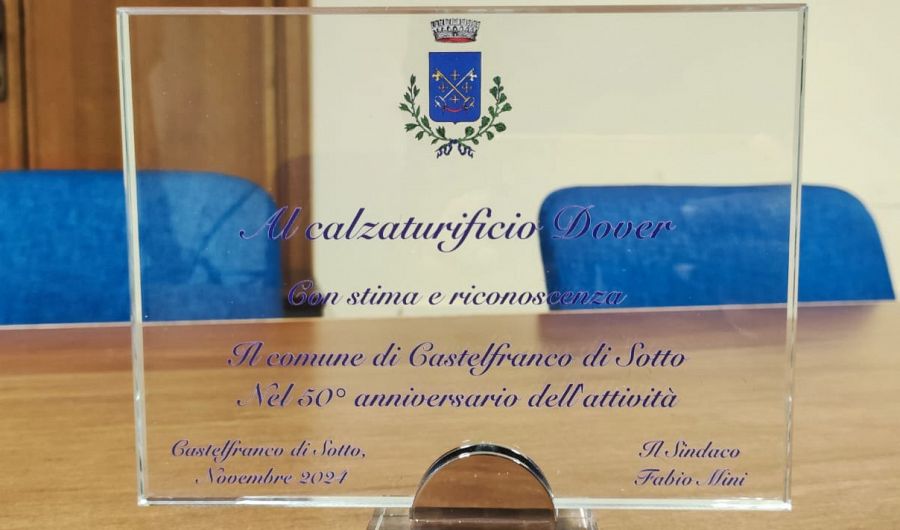 Al calzaturificio Dover
Con stima e riconoscenza
Il comune di Castelfranco di Sotto
Nel 50° anniversario dell'attività
Castelfranco di Sotto,
Novembre 2024
Il Sindaco
Fabio Mini